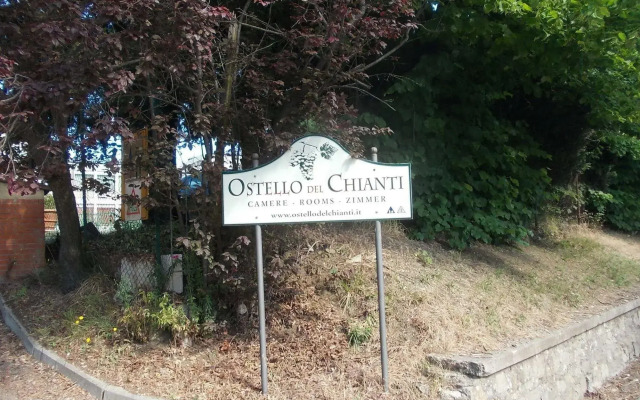 OSTELLO DEL CHIANTI
CAMERE - ROOMS - ZIMMER
www.ostellodelchianti.it